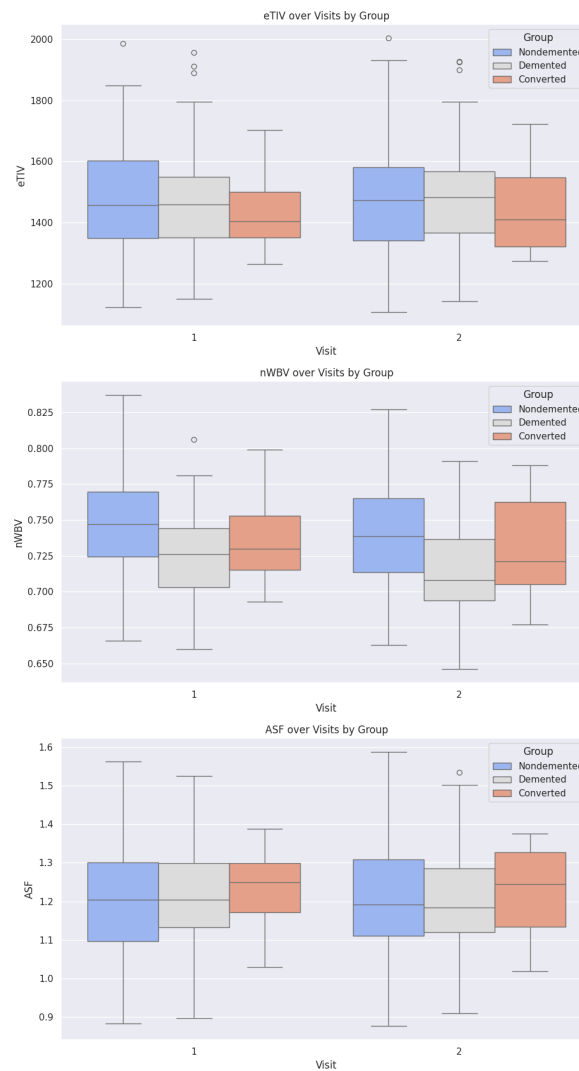 eTIV over Visits by Group
Group
Nondemented
Demented
Converted
2000
1800
1600
1400
1200
eTIV
1 2
Visit
nWBV over Visits by Group
Group
Nondemented
Demented
Converted
0.825
0.800
0.775
0.750
0.725
0.700
0.675
0.650
nWBV
1 2
Visit
ASF over Visits by Group
Group
Nondemented
Demented
Converted
1.6
1.5
1.4
1.3
1.2
1.1
1.0
0.9
ASF
1 2
Visit